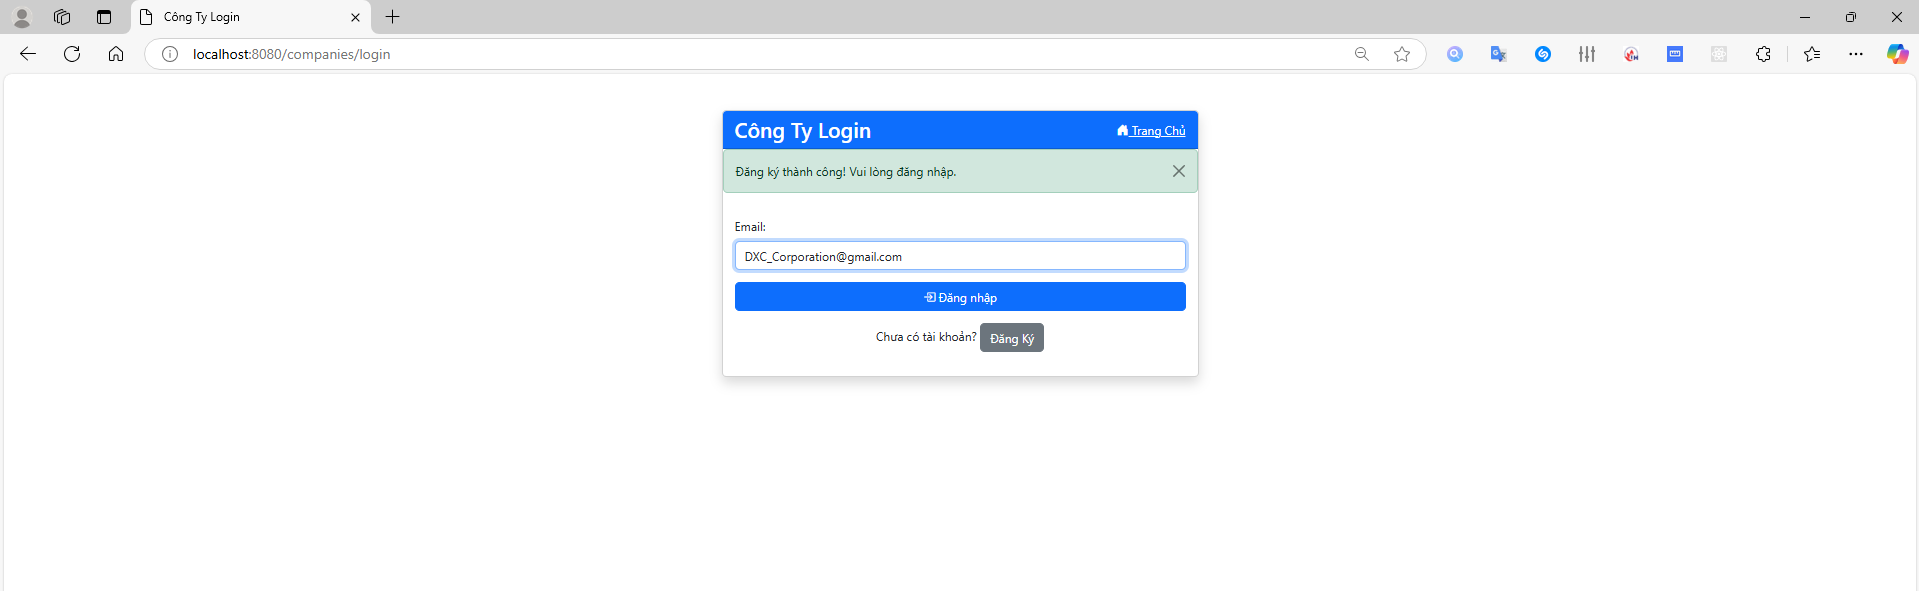 Công Ty Login
localhost:8080/companies/login
Công Ty Login
Trang Chủ
Đăng ký thành công! Vui lòng đăng nhập.
Email:
DXC_Corporation@gmail.com
Đăng nhập
Chưa có tài khoản? Đăng Ký